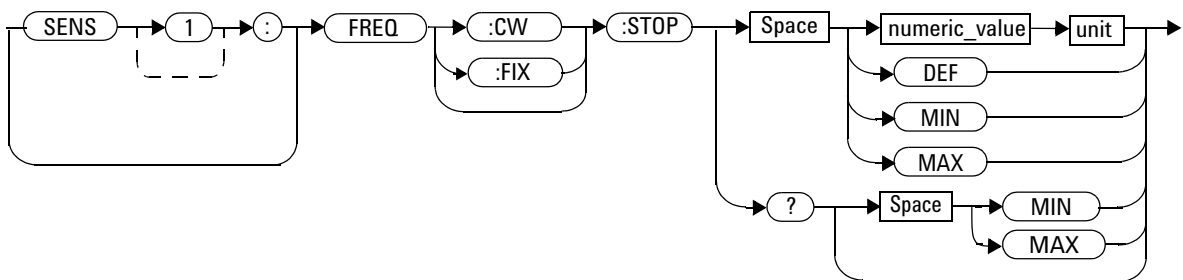 SENS 1 : FREQ :CW :STOP Space numeric_value unit
:FIX DEF
MIN
MAX
? Space MIN
MAX